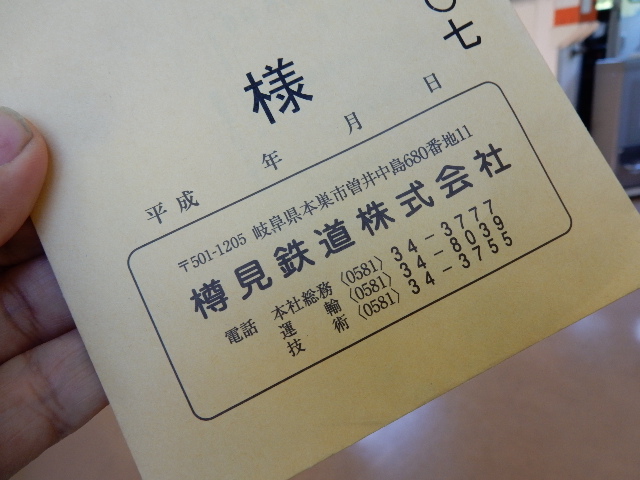 〇七
様
平成 年 月 日
〒501-1205 岐阜県本巣市曽井中島680番地11
樽見鉄道株式会社
電話 本社総務〈0581〉34-3777
運輸〈0581〉34-8039
技術〈0581〉34-3755